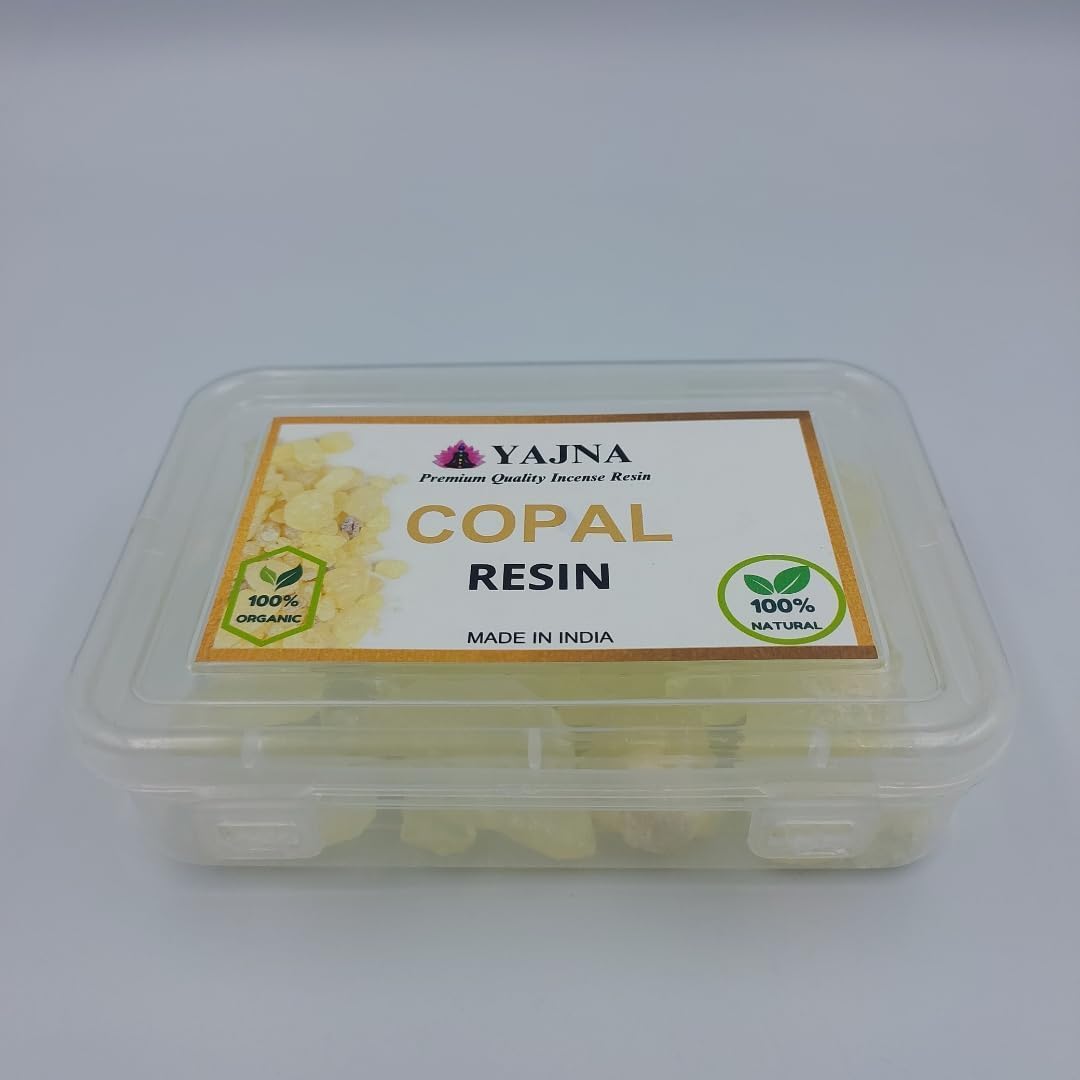 YAJNA
Premium Quality Incense Resin
COPAL
RESIN
100%
ORGANIC
100%
NATURAL
MADE IN INDIA